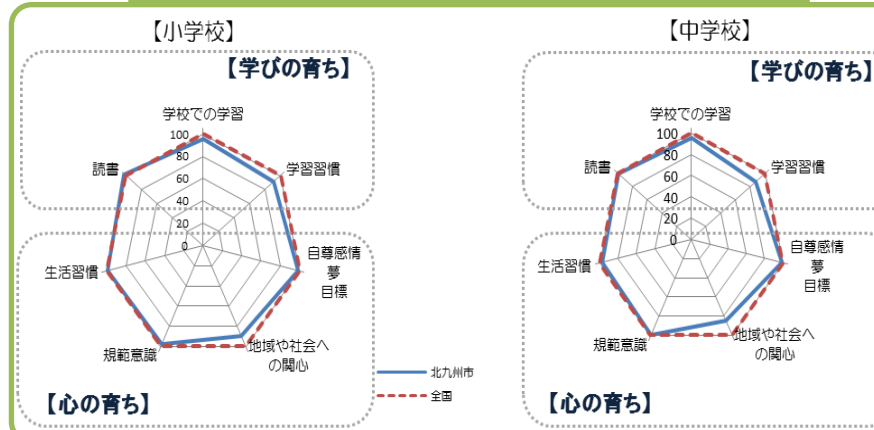 【小学校】
【学びの育ち】
学校での学習
100
80
60
40
20
0
学習習慣
自尊感情
夢
目標
地域や社会へ
の関心
規範意識
生活習慣
読書
【心の育ち】
北九州市
全国
【中学校】
【学びの育ち】
学校での学習
100
80
60
40
20
0
学習習慣
自尊感情
夢
目標
地域や社会へ
の関心
規範意識
生活習慣
読書
【心の育ち】